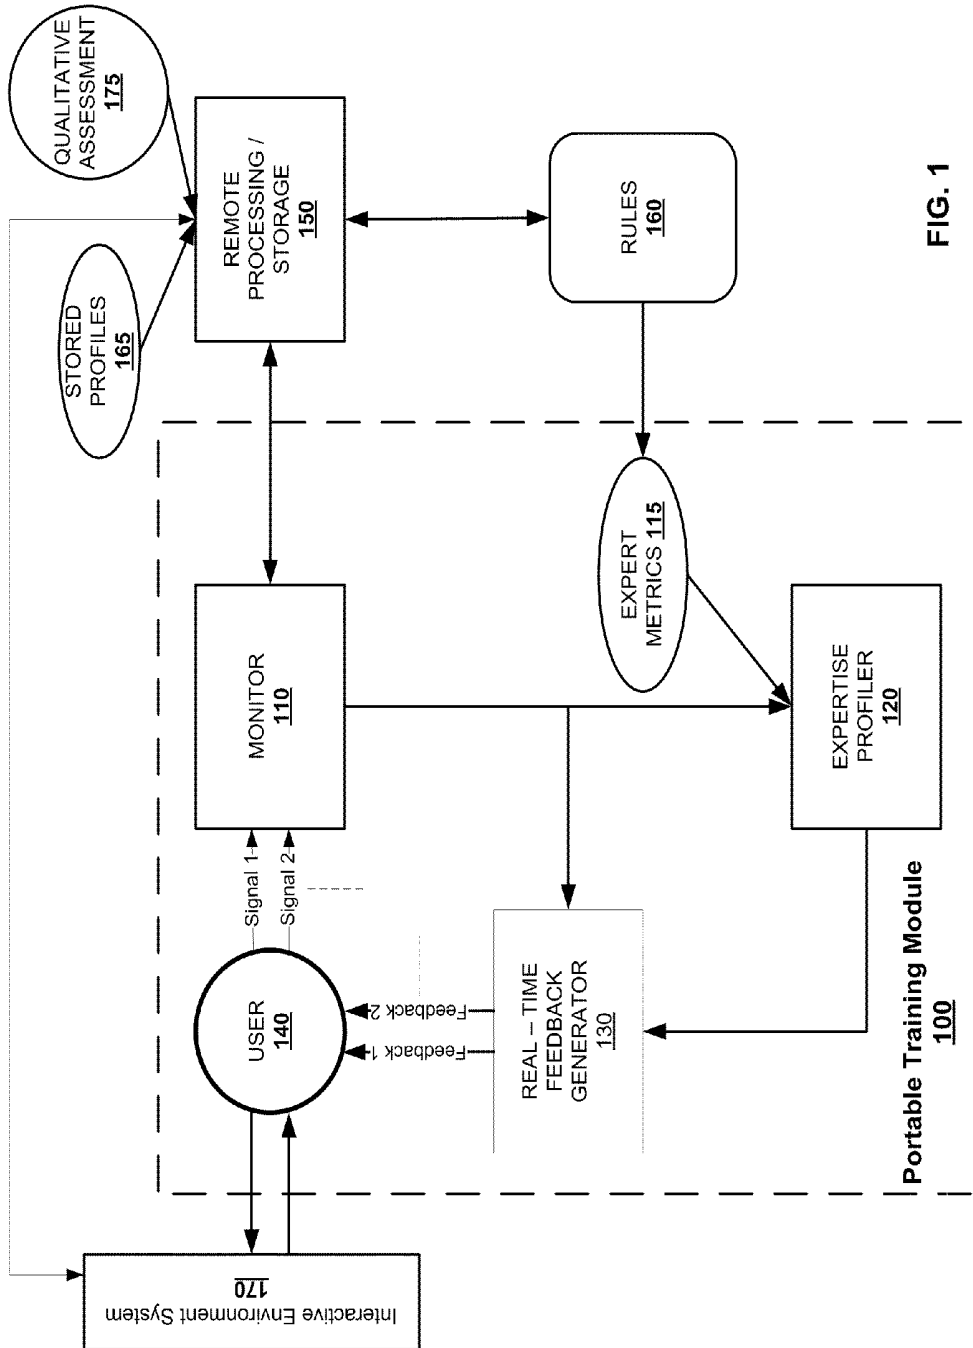 QUALITATIVE
ASSESSMENT
175
STORED
PROFILES
165
REMOTE
PROCESSING /
STORAGE
150
RULES
160
EXPERT
METRICS 115
MONITOR
110
EXPERTISE
PROFILER
120
Signal 1
Signal 2
USER
140
Feedback 1
Feedback 2
REAL – TIME
FEEDBACK
GENERATOR
130
Interactive Environment System
170
Portable Training Module
100
FIG. 1